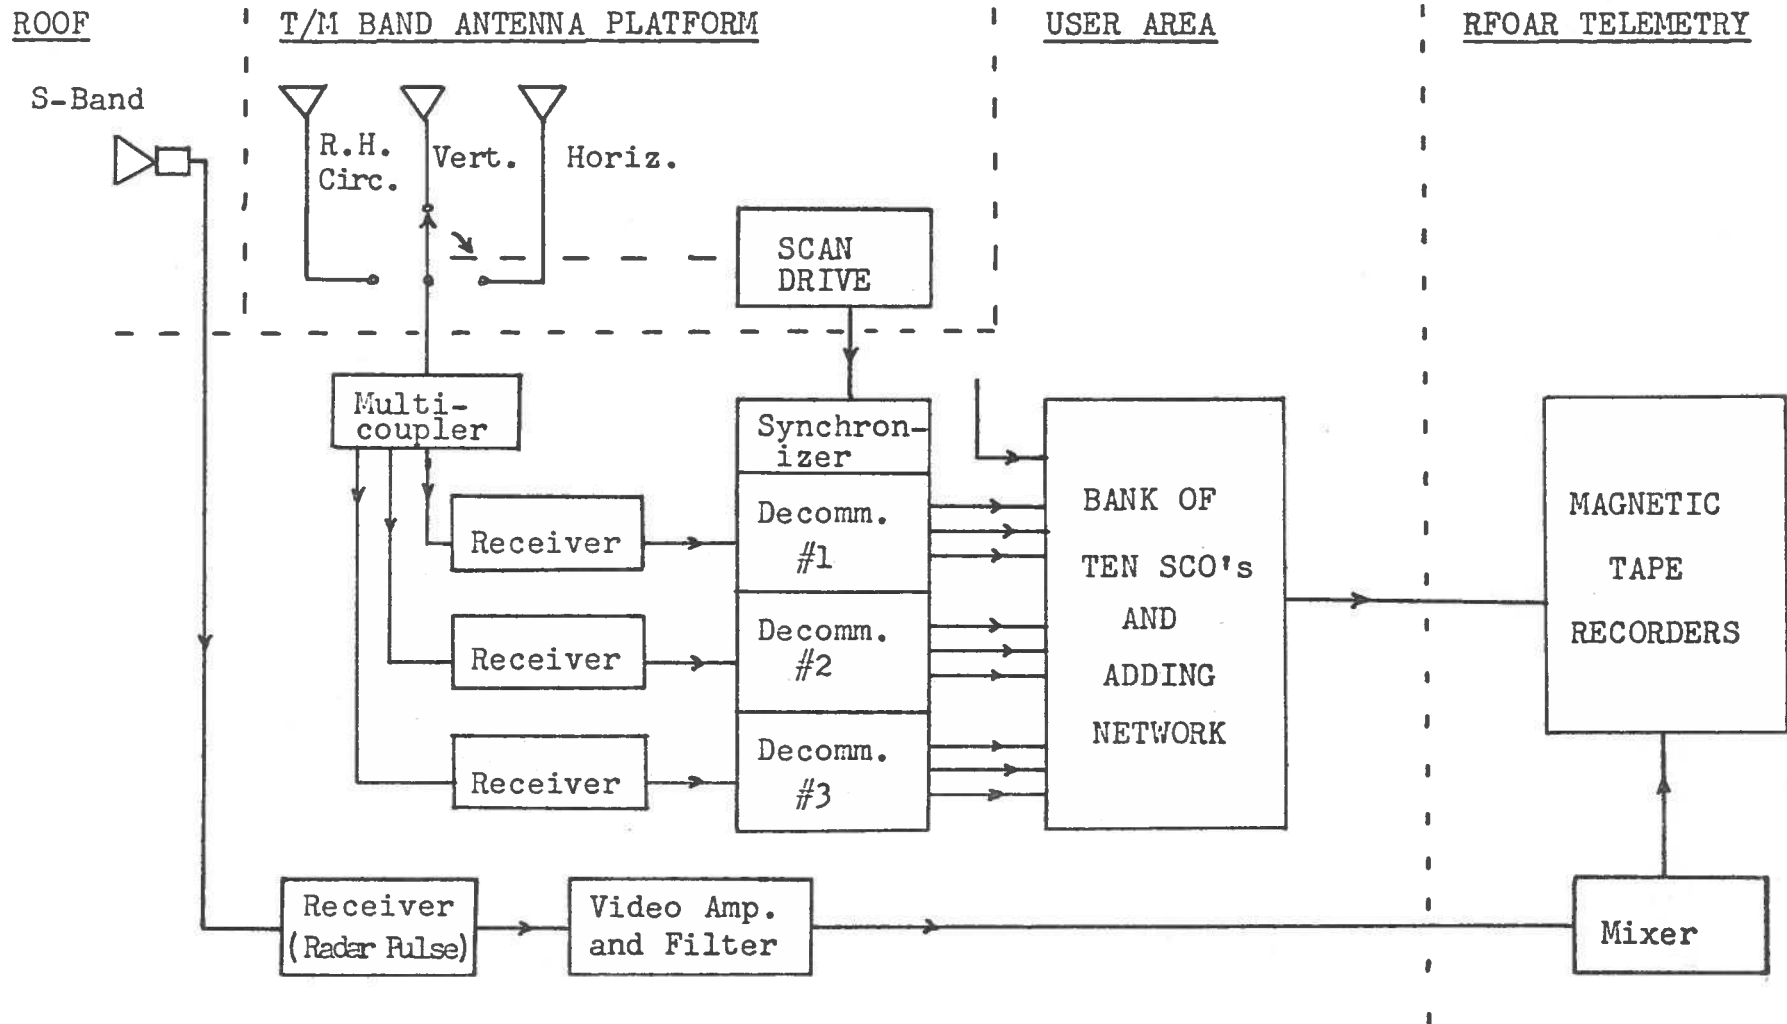 ROOF
T/M BAND ANTENNA PLATFORM
USER AREA
RFOAR TELEMETRY
S-Band
R.H.
Circ.
Vert.
Horiz.
SCAN
DRIVE
Multi-
coupler
Synchron-
izer
Receiver
Decomm.
#1
Receiver
Decomm.
#2
Receiver
Decomm.
#3
BANK OF
TEN SCO's
AND
ADDING
NETWORK
MAGNETIC
TAPE
RECORDERS
Receiver
(Radar Pulse)
Video Amp.
and Filter
Mixer